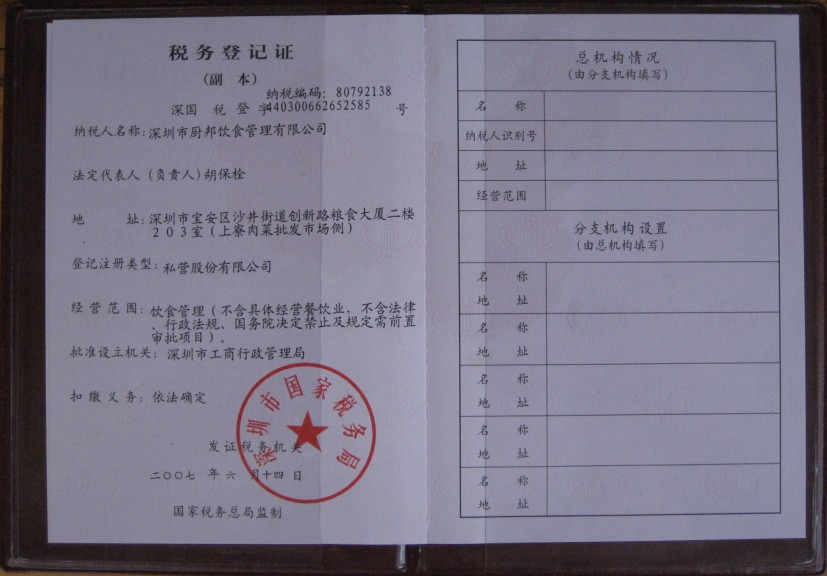 税务登记证
(副 本)
纳税编码: 80792138
深国 税 登 字440300662652585 号
纳税人名称: 深圳市厨邦饮食管理有限公司
法定代表人 (负责人) 胡保栓
地 址: 深圳市宝安区沙井街道创新路粮食大厦二楼
203室(上寮肉菜批发市场侧)
登记注册类型: 私营股份有限公司
经营范围: 饮食管理(不含具体经营餐饮业, 不含法律
、行政法规、国务院决定禁止及规定需前置
审批项目)。
批准设立机关: 深圳市工商行政管理局
扣缴义务: 依法确定
深圳市国家税务局
发证税务机关
二〇〇七 年 六 月十四 日
国家税务总局监制
总机构情况
(由分支机构填写)
名 称
纳税人识别号
地 址
经营范围
分支机构设置
(由总机构填写)
名 称
地 址
名 称
地 址
名 称
地 址
名 称
地 址
名 称
地 址